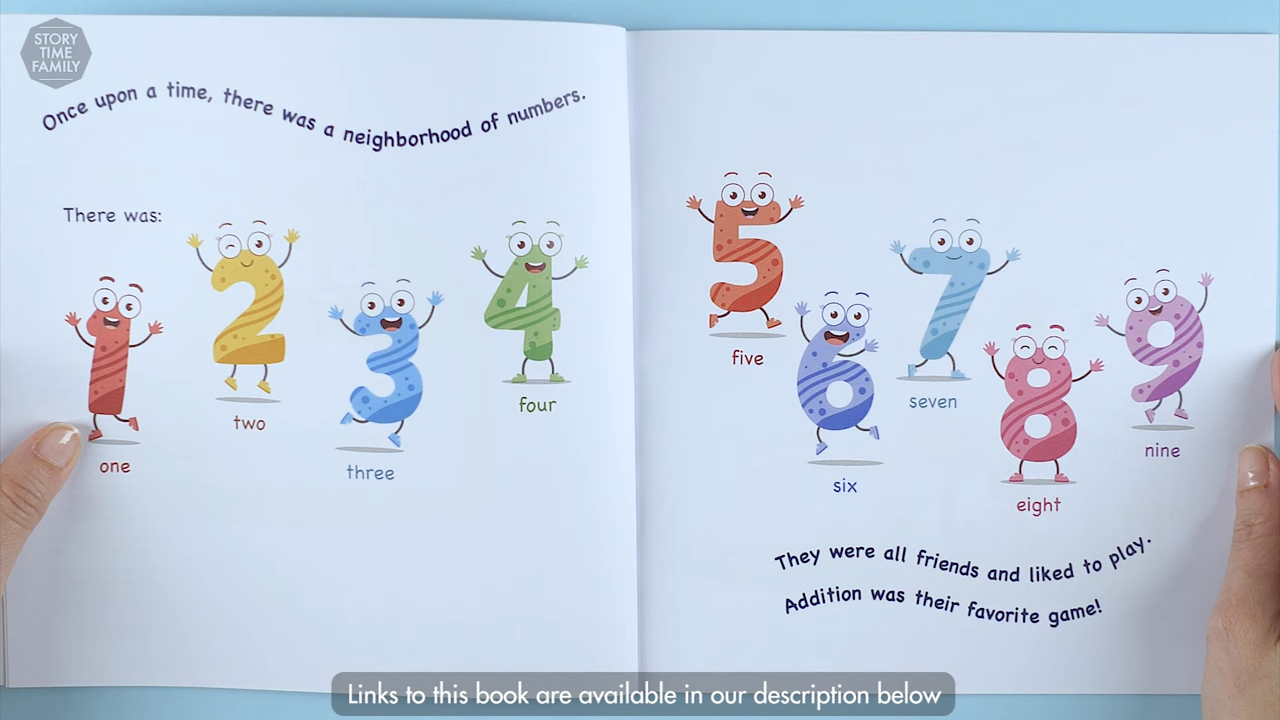 STORY
TIME
FAMILY
Once upon a time, there was a neighborhood of numbers.
There was:
1
one
2
two
3
three
4
four
5
five
6
six
7
seven
8
eight
9
nine
They were all friends and liked to play.
Addition was their favorite game!
Links to this book are available in our description below